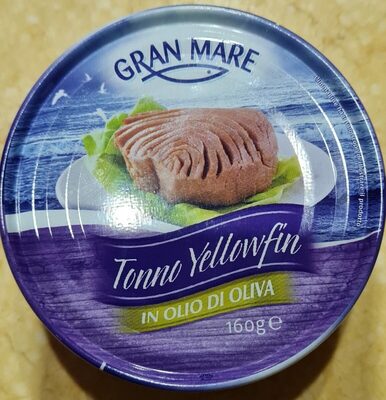 GRAN MARE
Tonno Yellowfin
IN OLIO DI OLIVA
160g e